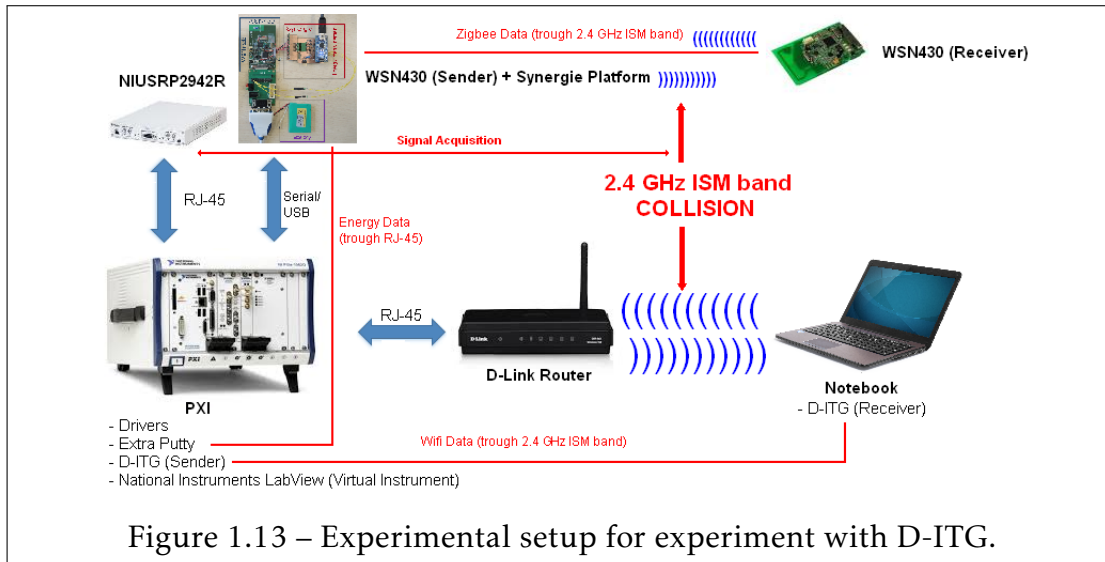 Zigbee Data (trough 2.4 GHz ISM band)
WSN430 (Receiver)
WSN430 (Sender) + Synergie Platform
NIUSRP2942R
Signal Acquisition
2.4 GHz ISM band
COLLISION
RJ-45
Serial/
USB
Energy Data
(trough RJ-45)
RJ-45
D-Link
D-Link Router
PXI
PXI
Notebook
- D-ITG (Receiver)
- Drivers
- Extra Putty
- D-ITG (Sender)
- National Instruments LabView (Virtual Instrument)
Wifi Data (trough 2.4 GHz ISM band)
Figure 1.13 – Experimental setup for experiment with D-ITG.